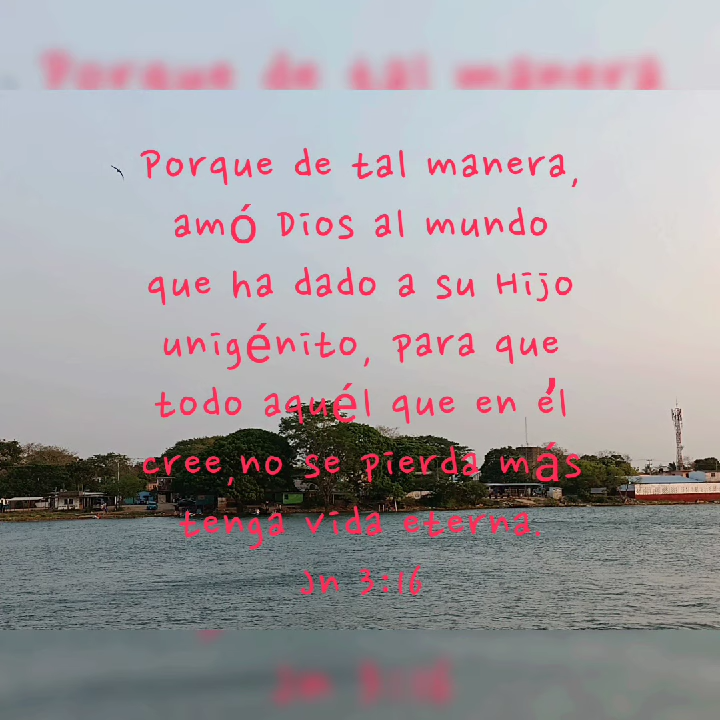 Porque de tal manera,
amó Dios al mundo
que ha dado a su Hijo
unigénito, para que
todo aquél que en él
cree,no se pierda más
tenga vida eterna.
Jn 3:16